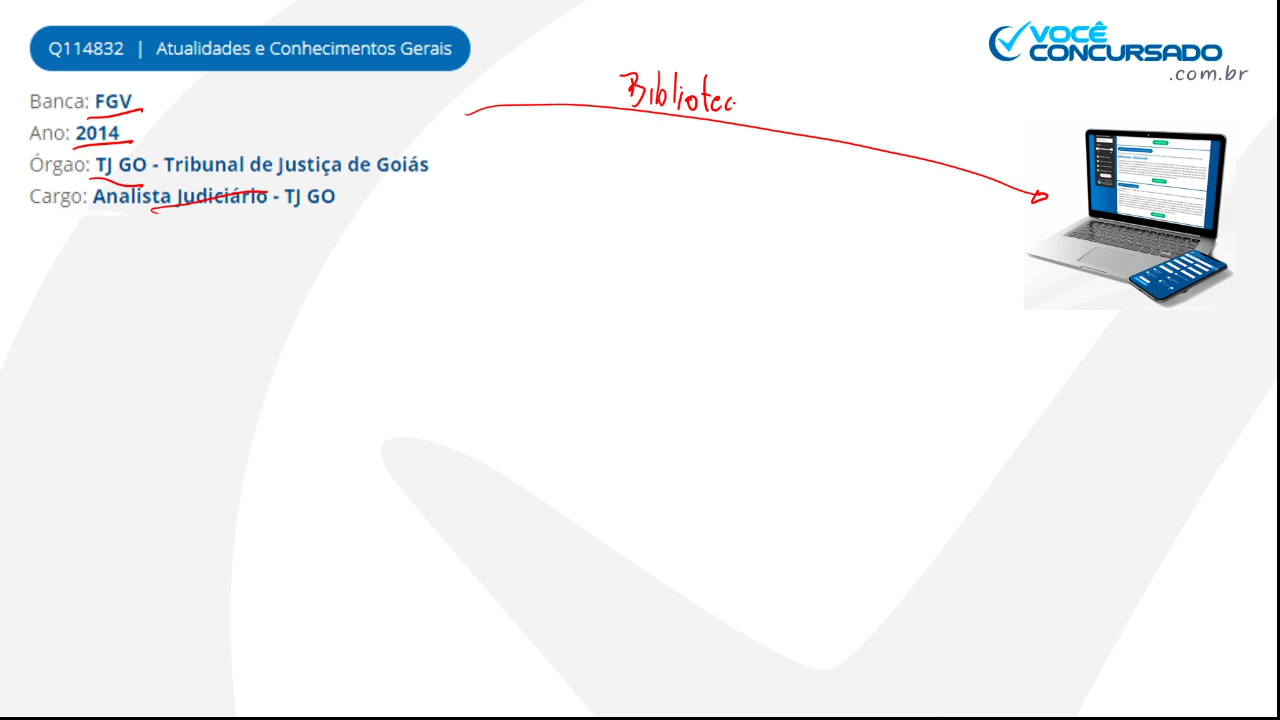 Q114832 | Atualidades e Conhecimentos Gerais
VOCÊ
CONCURSADO
.com.br
Banca: FGV
Ano: 2014
Órgao: TJ GO - Tribunal de Justiça de Goiás
Cargo: Analista Judiciário - TJ GO
Bibliotec